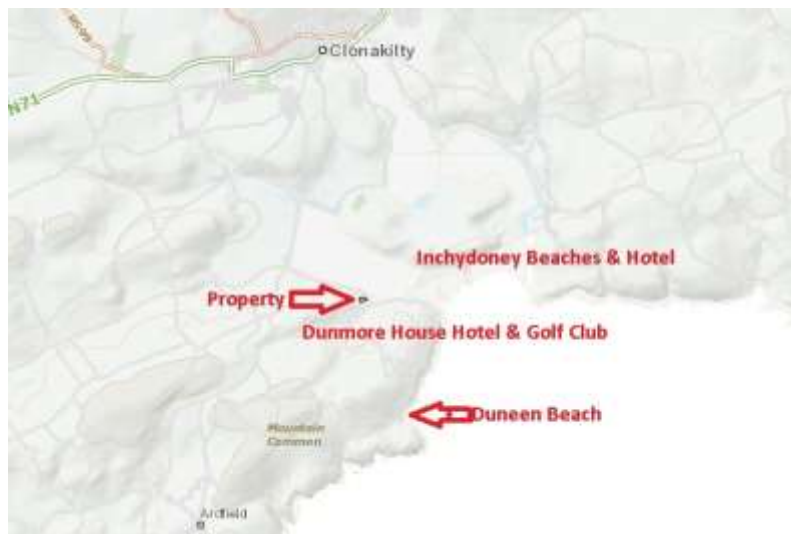 Clonakilty
N71
Inchydoney Beaches & Hotel
Property
Dunmore House Hotel & Golf Club
Duneen Beach
Mountain
Common
Ardfield